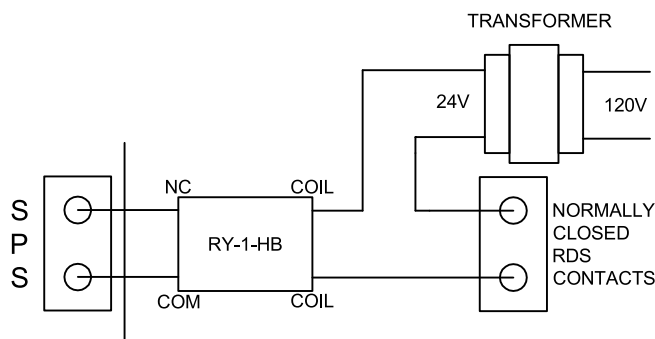 TRANSFORMER
24V
120V
NC
COIL
S
P
S
RY-1-HB
NORMALLY
CLOSED
RDS
CONTACTS
COM
COIL